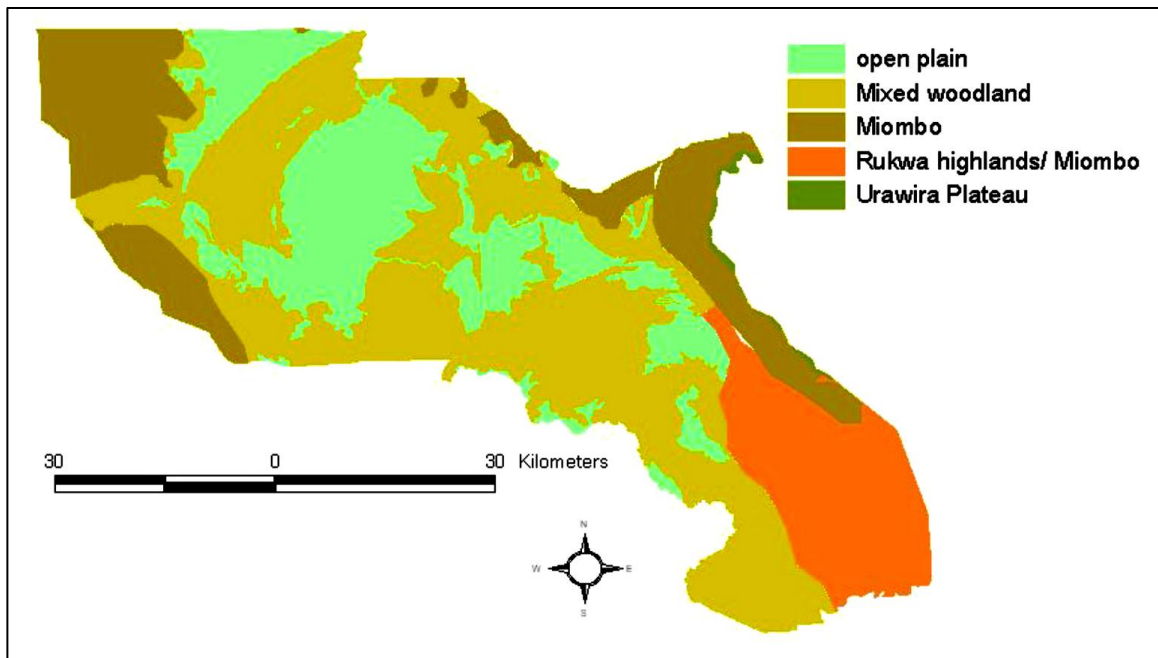 open plain
Mixed woodland
Miombo
Rukwa highlands/ Miombo
Urawira Plateau
30 0 30 Kilometers
N
W E
S